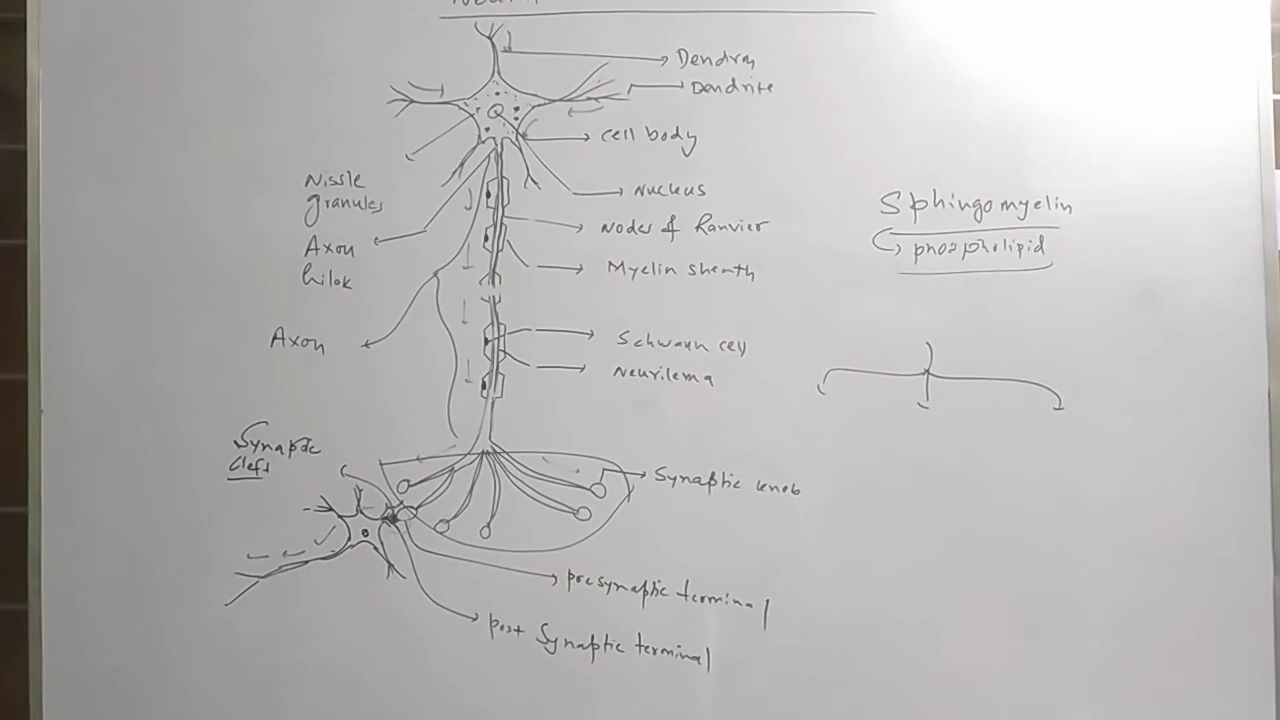 Dendron
Dendrite
Cell body
Nissle
granules
Nucleus
Nodes of Ranvier
Axon
hilok
Myelin sheath
Axon
Schwann cell
Neurilema
Sphingomyelin
phospholipid
Synaptic
cleft
Synaptic knob
presynaptic terminal
post synaptic terminal